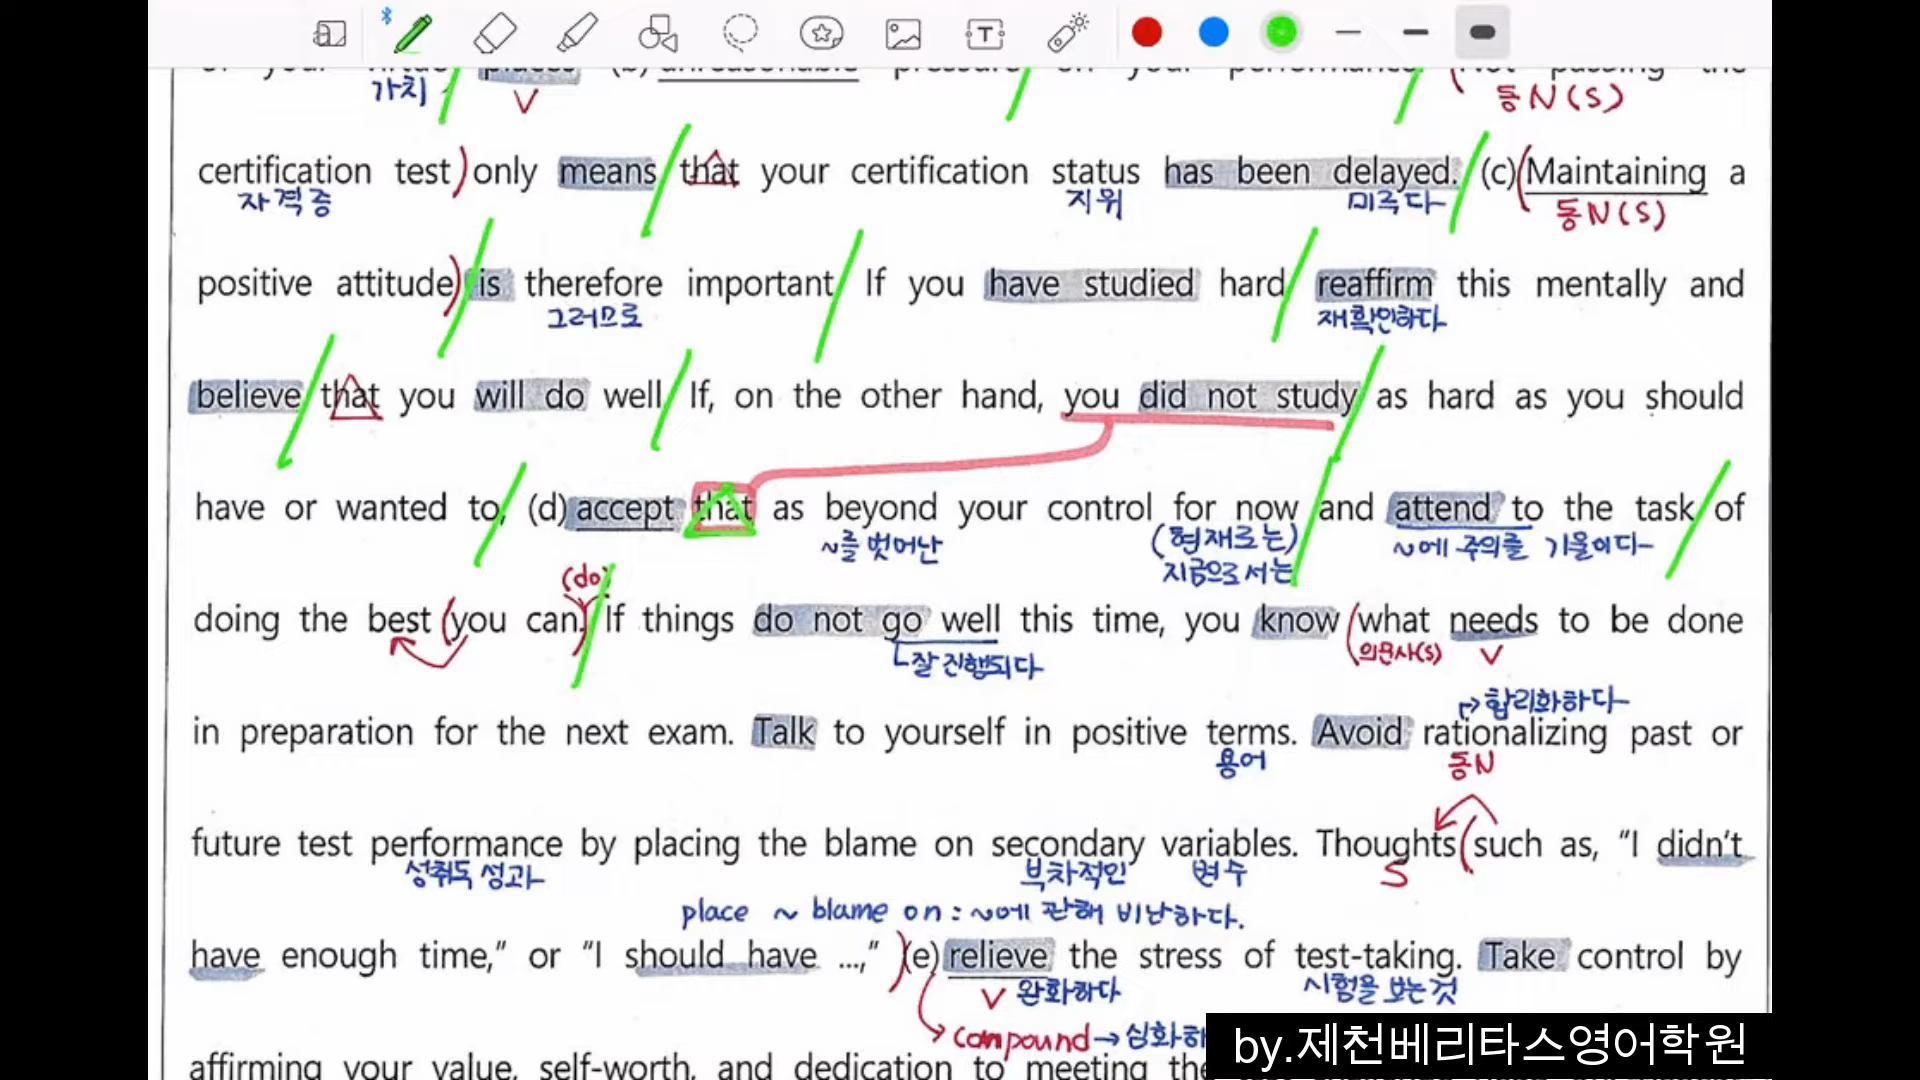 of your virtue places (b) unreasonable pressure on your performance. (Not passing the
가치 V 동N(S)
certification test) only means that your certification status has been delayed. (c) (Maintaining a
자격증 지위 미루다 동N(S)
positive attitude) is therefore important. If you have studied hard, reaffirm this mentally and
그러므로 재확인하다
believe that you will do well. If, on the other hand, you did not study as hard as you should
have or wanted to, (d) accept that as beyond your control for now and attend to the task of
~를 벗어난 (현재로는) ~에 주의를 기울이다
지금으로서는
(do)
doing the best (you can.) If things do not go well this time, you know (what needs to be done
잘 진행되다 의문사(S) V
→합리화하다
in preparation for the next exam. Talk to yourself in positive terms. Avoid rationalizing past or
용어 동N
future test performance by placing the blame on secondary variables. Thoughts (such as, “I didn’t
성취도 성과 부차적인 변수 S
place ~ blame on : ~에 관해 비난하다.
have enough time,” or “I should have ...,” ) (e) relieve the stress of test-taking. Take control by
V 완화하다 시험을 보는 것
compound → 심화하
by.제천베리타스영어학원
affirming your value, self-worth, and dedication to meeting the